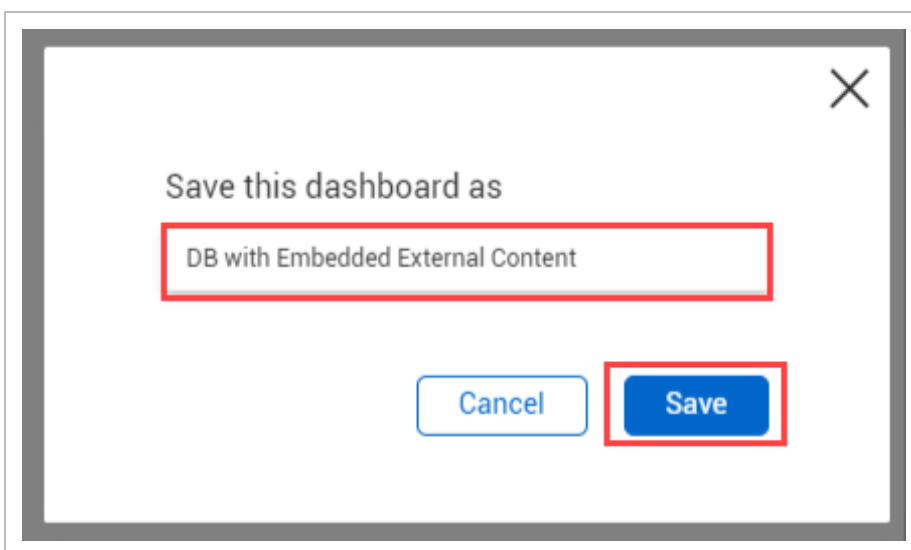 Save this dashboard as
DB with Embedded External Content
Cancel
Save